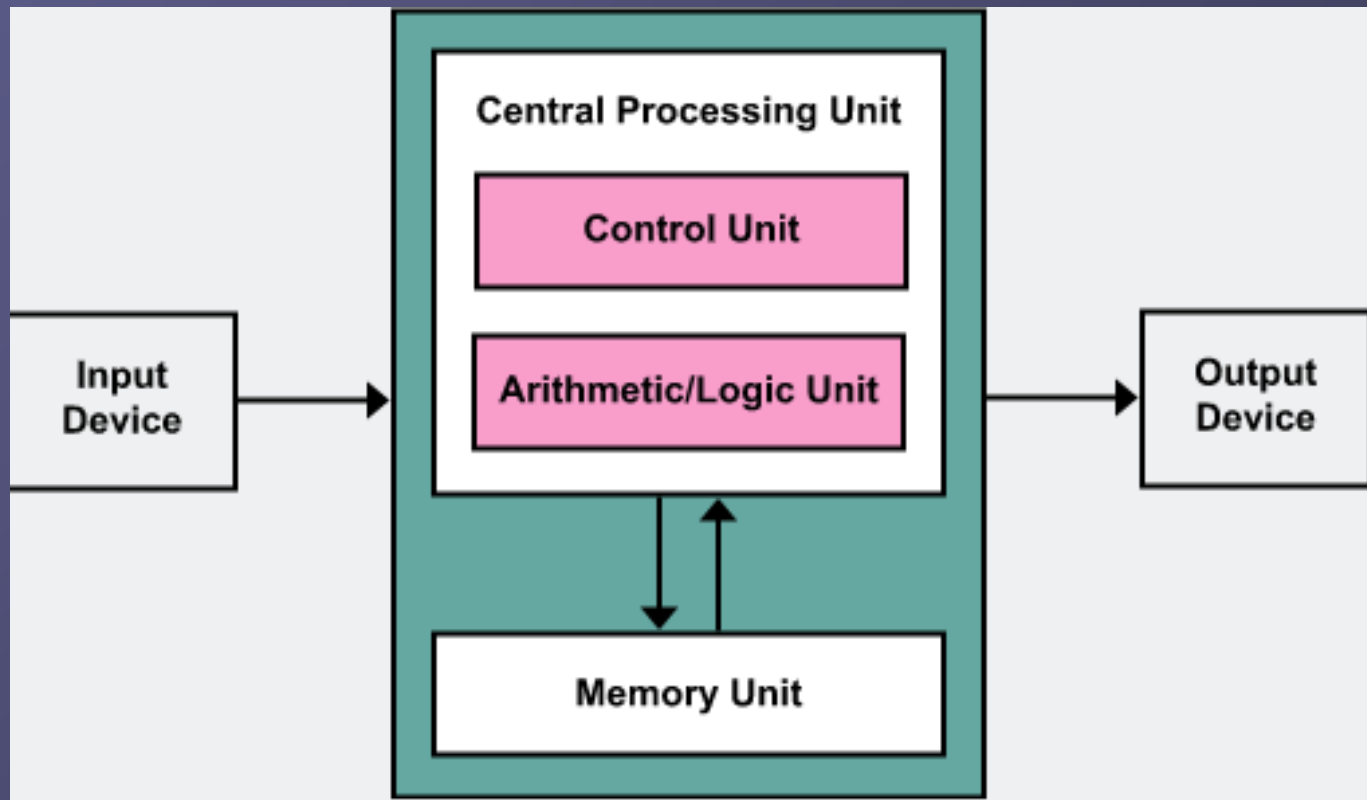 Central Processing Unit
Control Unit
Arithmetic/Logic Unit
Input
Device
Output
Device
Memory Unit